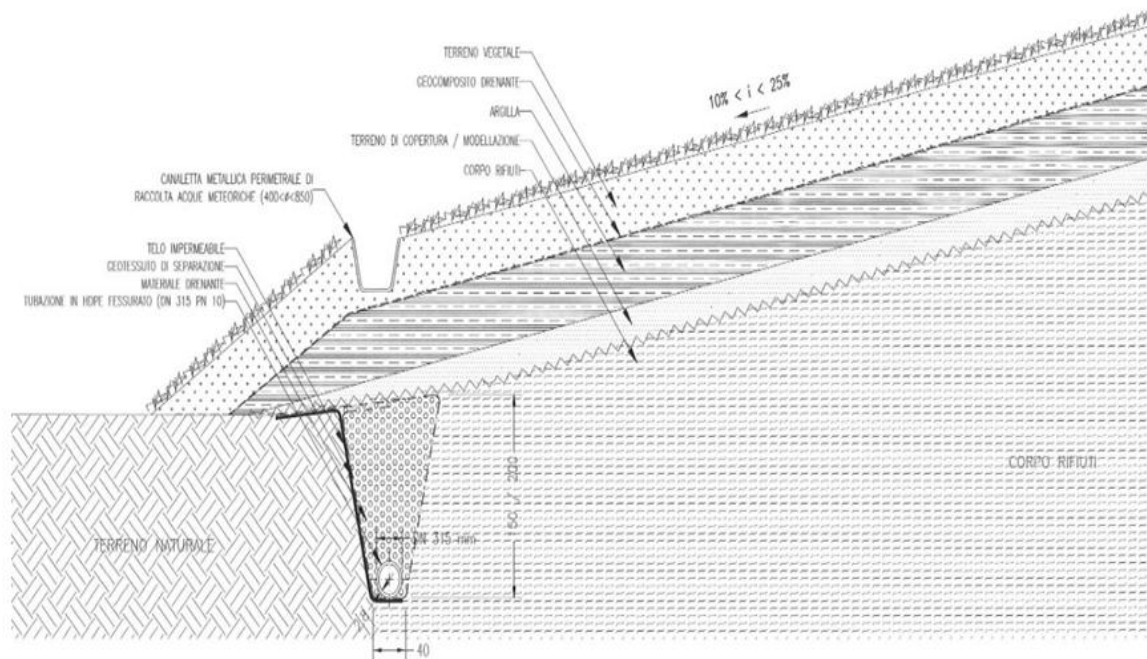 TERRENO VEGETALE
GEOCOMPOSITO DRENANTE
ARGILLA
TERRENO DI COPERTURA / MODELLAZIONE
CORPO RIFIUTI
10% < i < 25%
CANALETTA METALLICA PERIMETRALE DI
RACCOLTA ACQUE METEORICHE (400<ø<850)
TELO IMPERMEABILE
GEOTESSUTO DI SEPARAZIONE
MATERIALE DRENANTE
TUBAZIONE IN HDPE FESSURATO (DN 315 PN 10)
CORPO RIFIUTI
150 / 200
TERRENO NATURALE
DN 315 mm
40